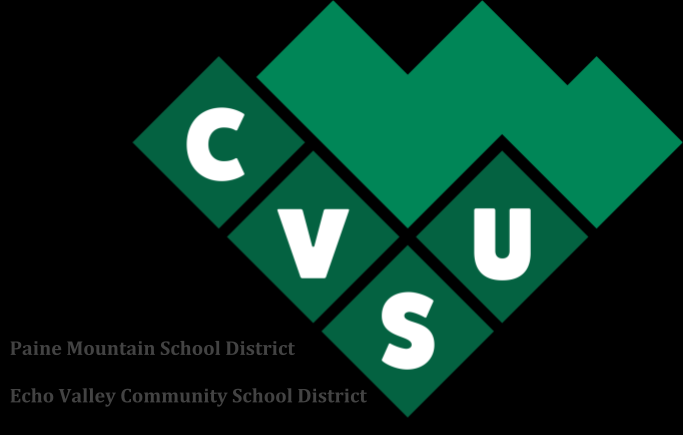 C
V
U
S
Paine Mountain School District
Echo Valley Community School District